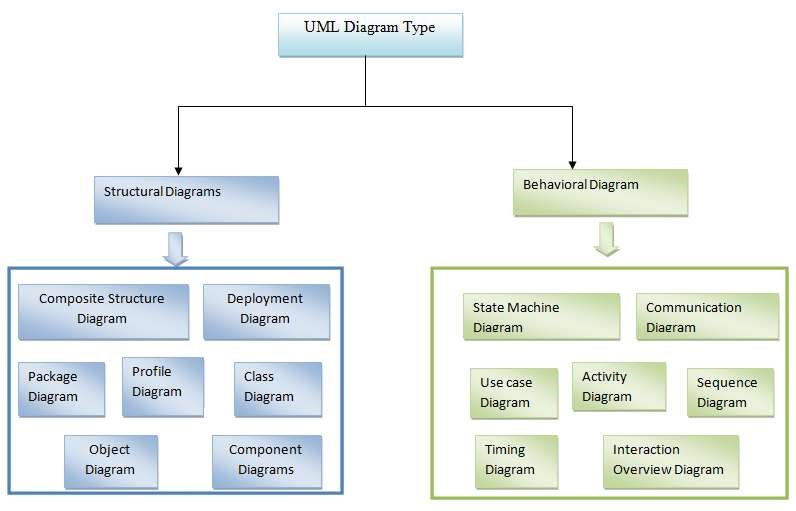 UML Diagram Type
Structural Diagrams
Behavioral Diagram
Composite Structure
Diagram
Deployment
Diagram
Package
Diagram
Profile
Diagram
Class
Diagram
Object
Diagram
Component
Diagrams
State Machine
Diagram
Communication
Diagram
Use case
Diagram
Activity
Diagram
Sequence
Diagram
Timing
Diagram
Interaction
Overview Diagram